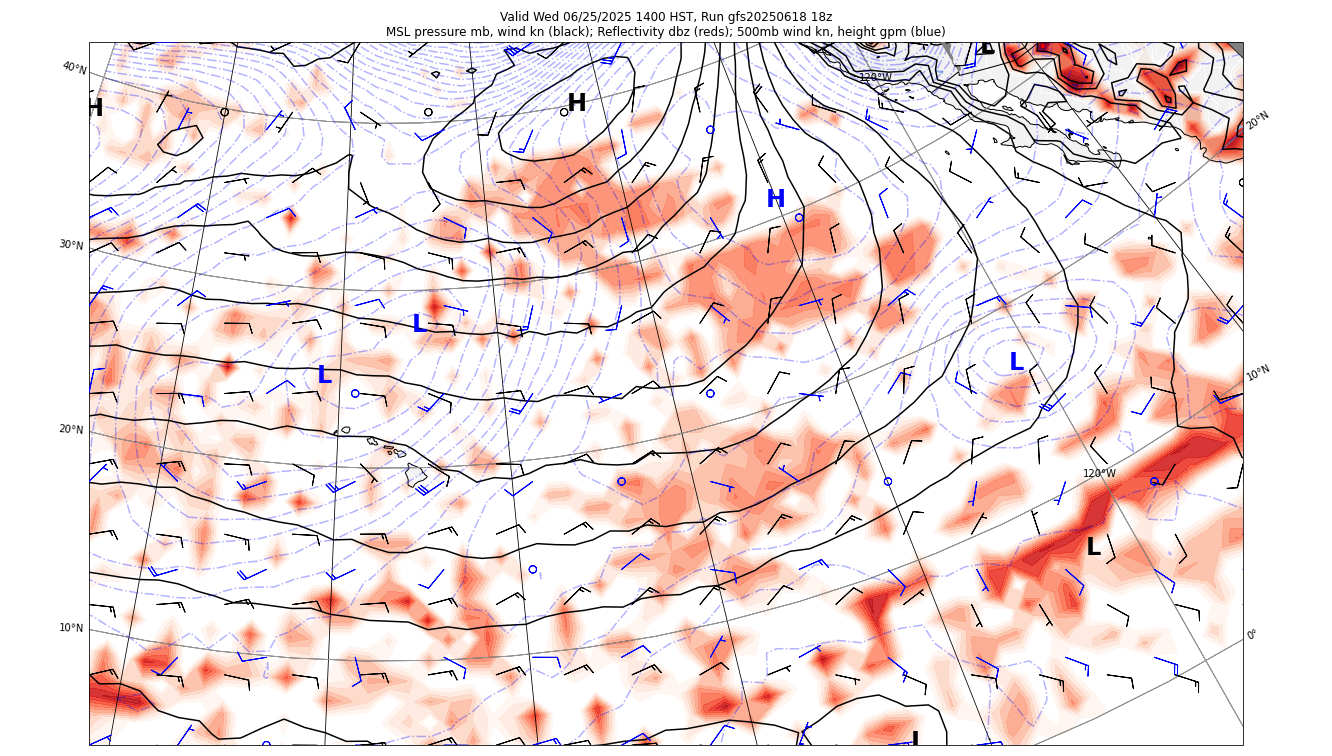 Valid Wed 06/25/2025 1400 HST, Run gfs20250618 18z
MSL pressure mb, wind kn (black); Reflectivity dbz (reds); 500mb wind kn, height gpm (blue)
L
40°N
120°W
H
H
20°N
H
30°N
L
L
L
10°N
20°N
120°W
L
10°N
0°
L